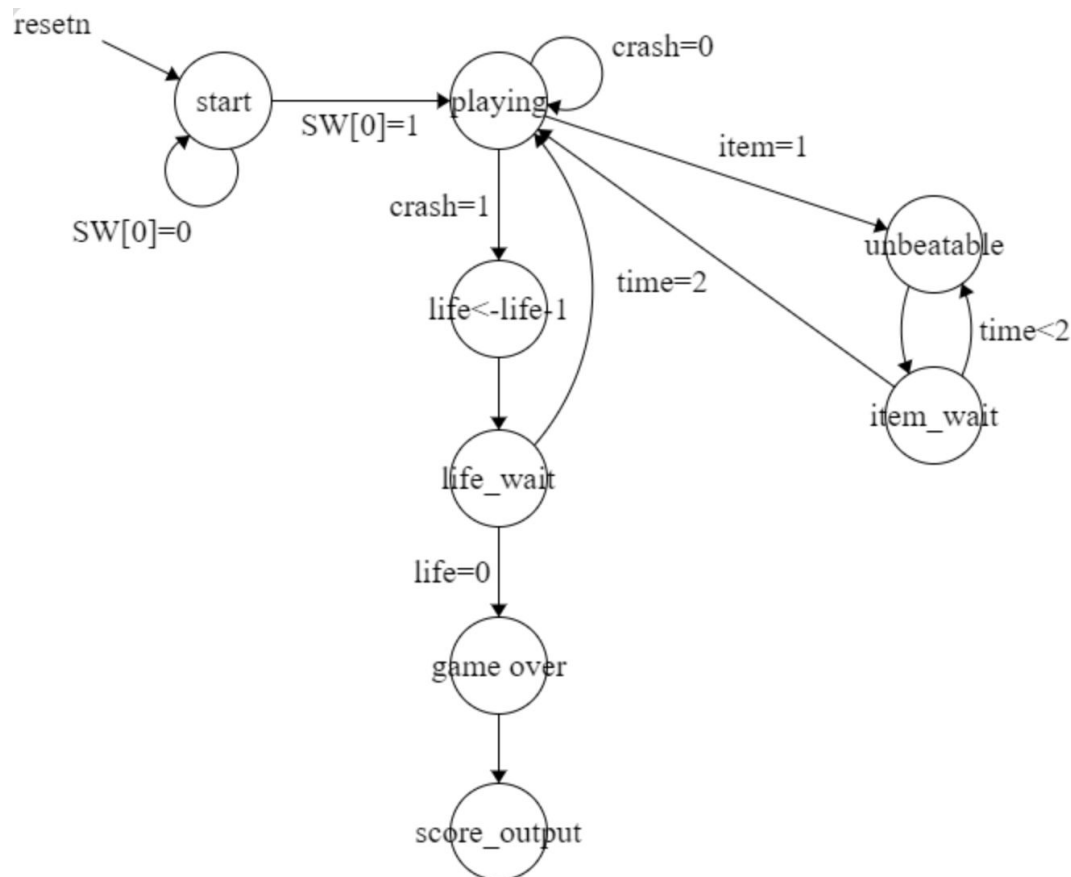 resetn
crash=0
start
playing
SW[0]=1
item=1
crash=1
SW[0]=0
unbeatable
time=2
life<-life-1
time<2
item_wait
life_wait
life=0
game over
score_output